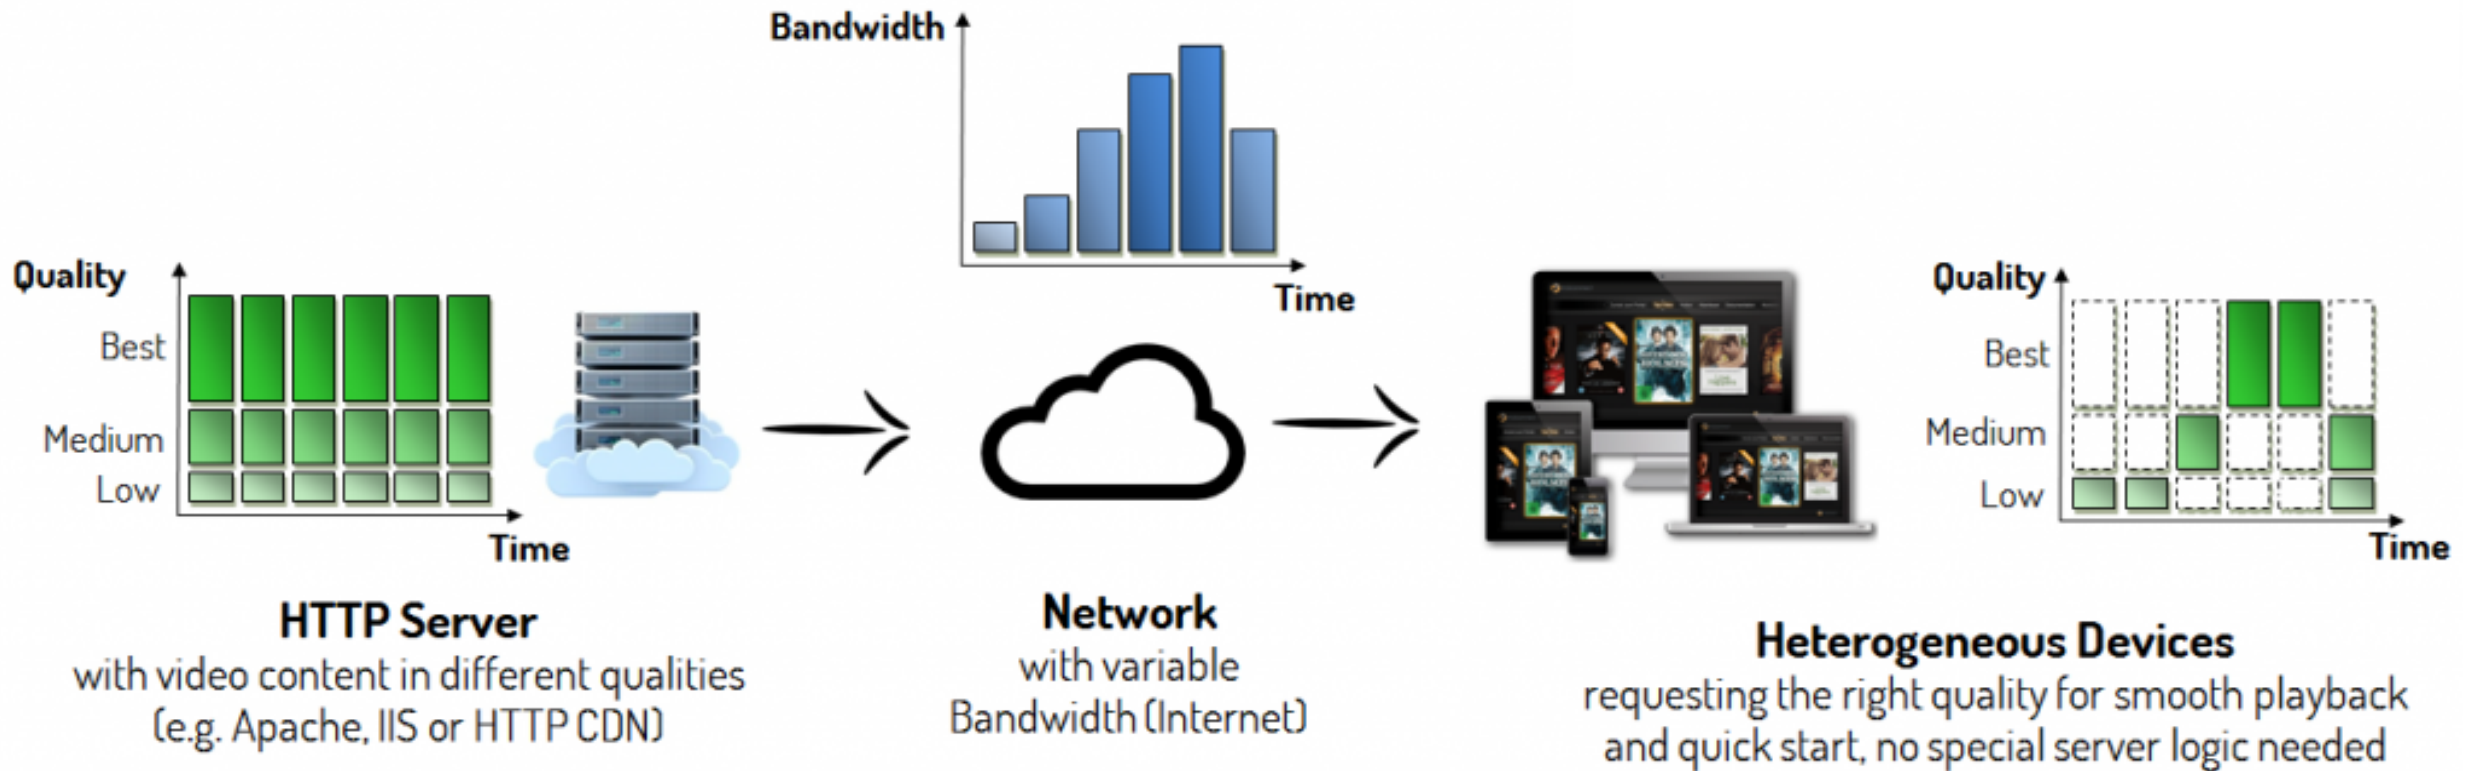 Bandwidth
Time
Quality
Best
Medium
Low
Time
Quality
Best
Medium
Low
Time
HTTP Server
with video content in different qualities
(e.g. Apache, IIS or HTTP CDN)
Network
with variable
Bandwidth (Internet)
Heterogeneous Devices
requesting the right quality for smooth playback
and quick start, no special server logic needed